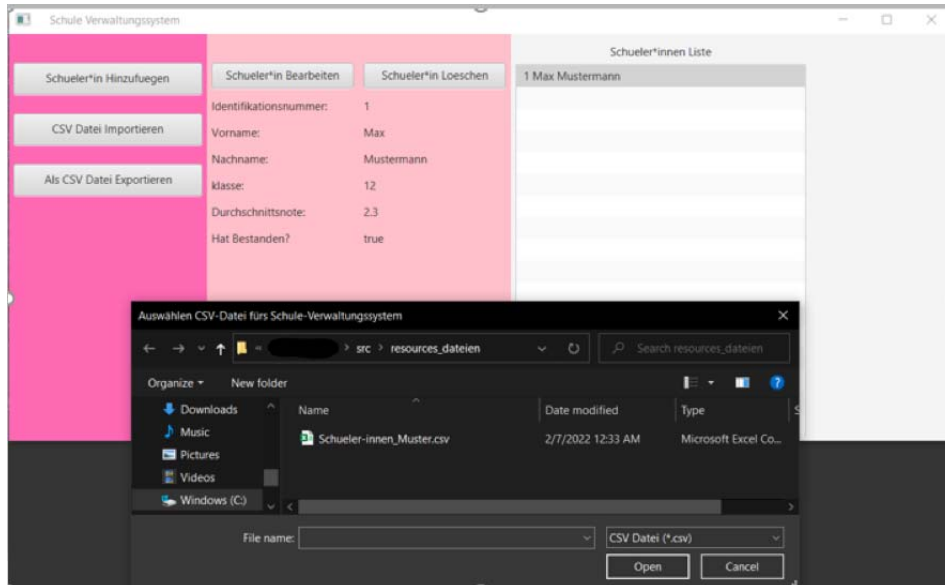 Schule Verwaltungssystem
Schueler*innen Liste
Schueler*in Hinzufuegen
CSV Datei Importieren
Als CSV Datei Exportieren
Schueler*in Bearbeiten Schueler*in Loeschen
Identifikationsnummer: 1
Vorname: Max
Nachname: Mustermann
klasse: 12
Durchschnittsnote: 2.3
Hat Bestanden? true
1 Max Mustermann
Auswählen CSV-Datei fürs Schule-Verwaltungssystem
« > src > resources_dateien
Search resources_dateien
Organize New folder
Downloads
Music
Pictures
Videos
Windows (C:)
Name Date modified Type S
Schueler-innen_Muster.csv 2/7/2022 12:33 AM Microsoft Excel Co...
File name: CSV Datei (*.csv)
Open Cancel